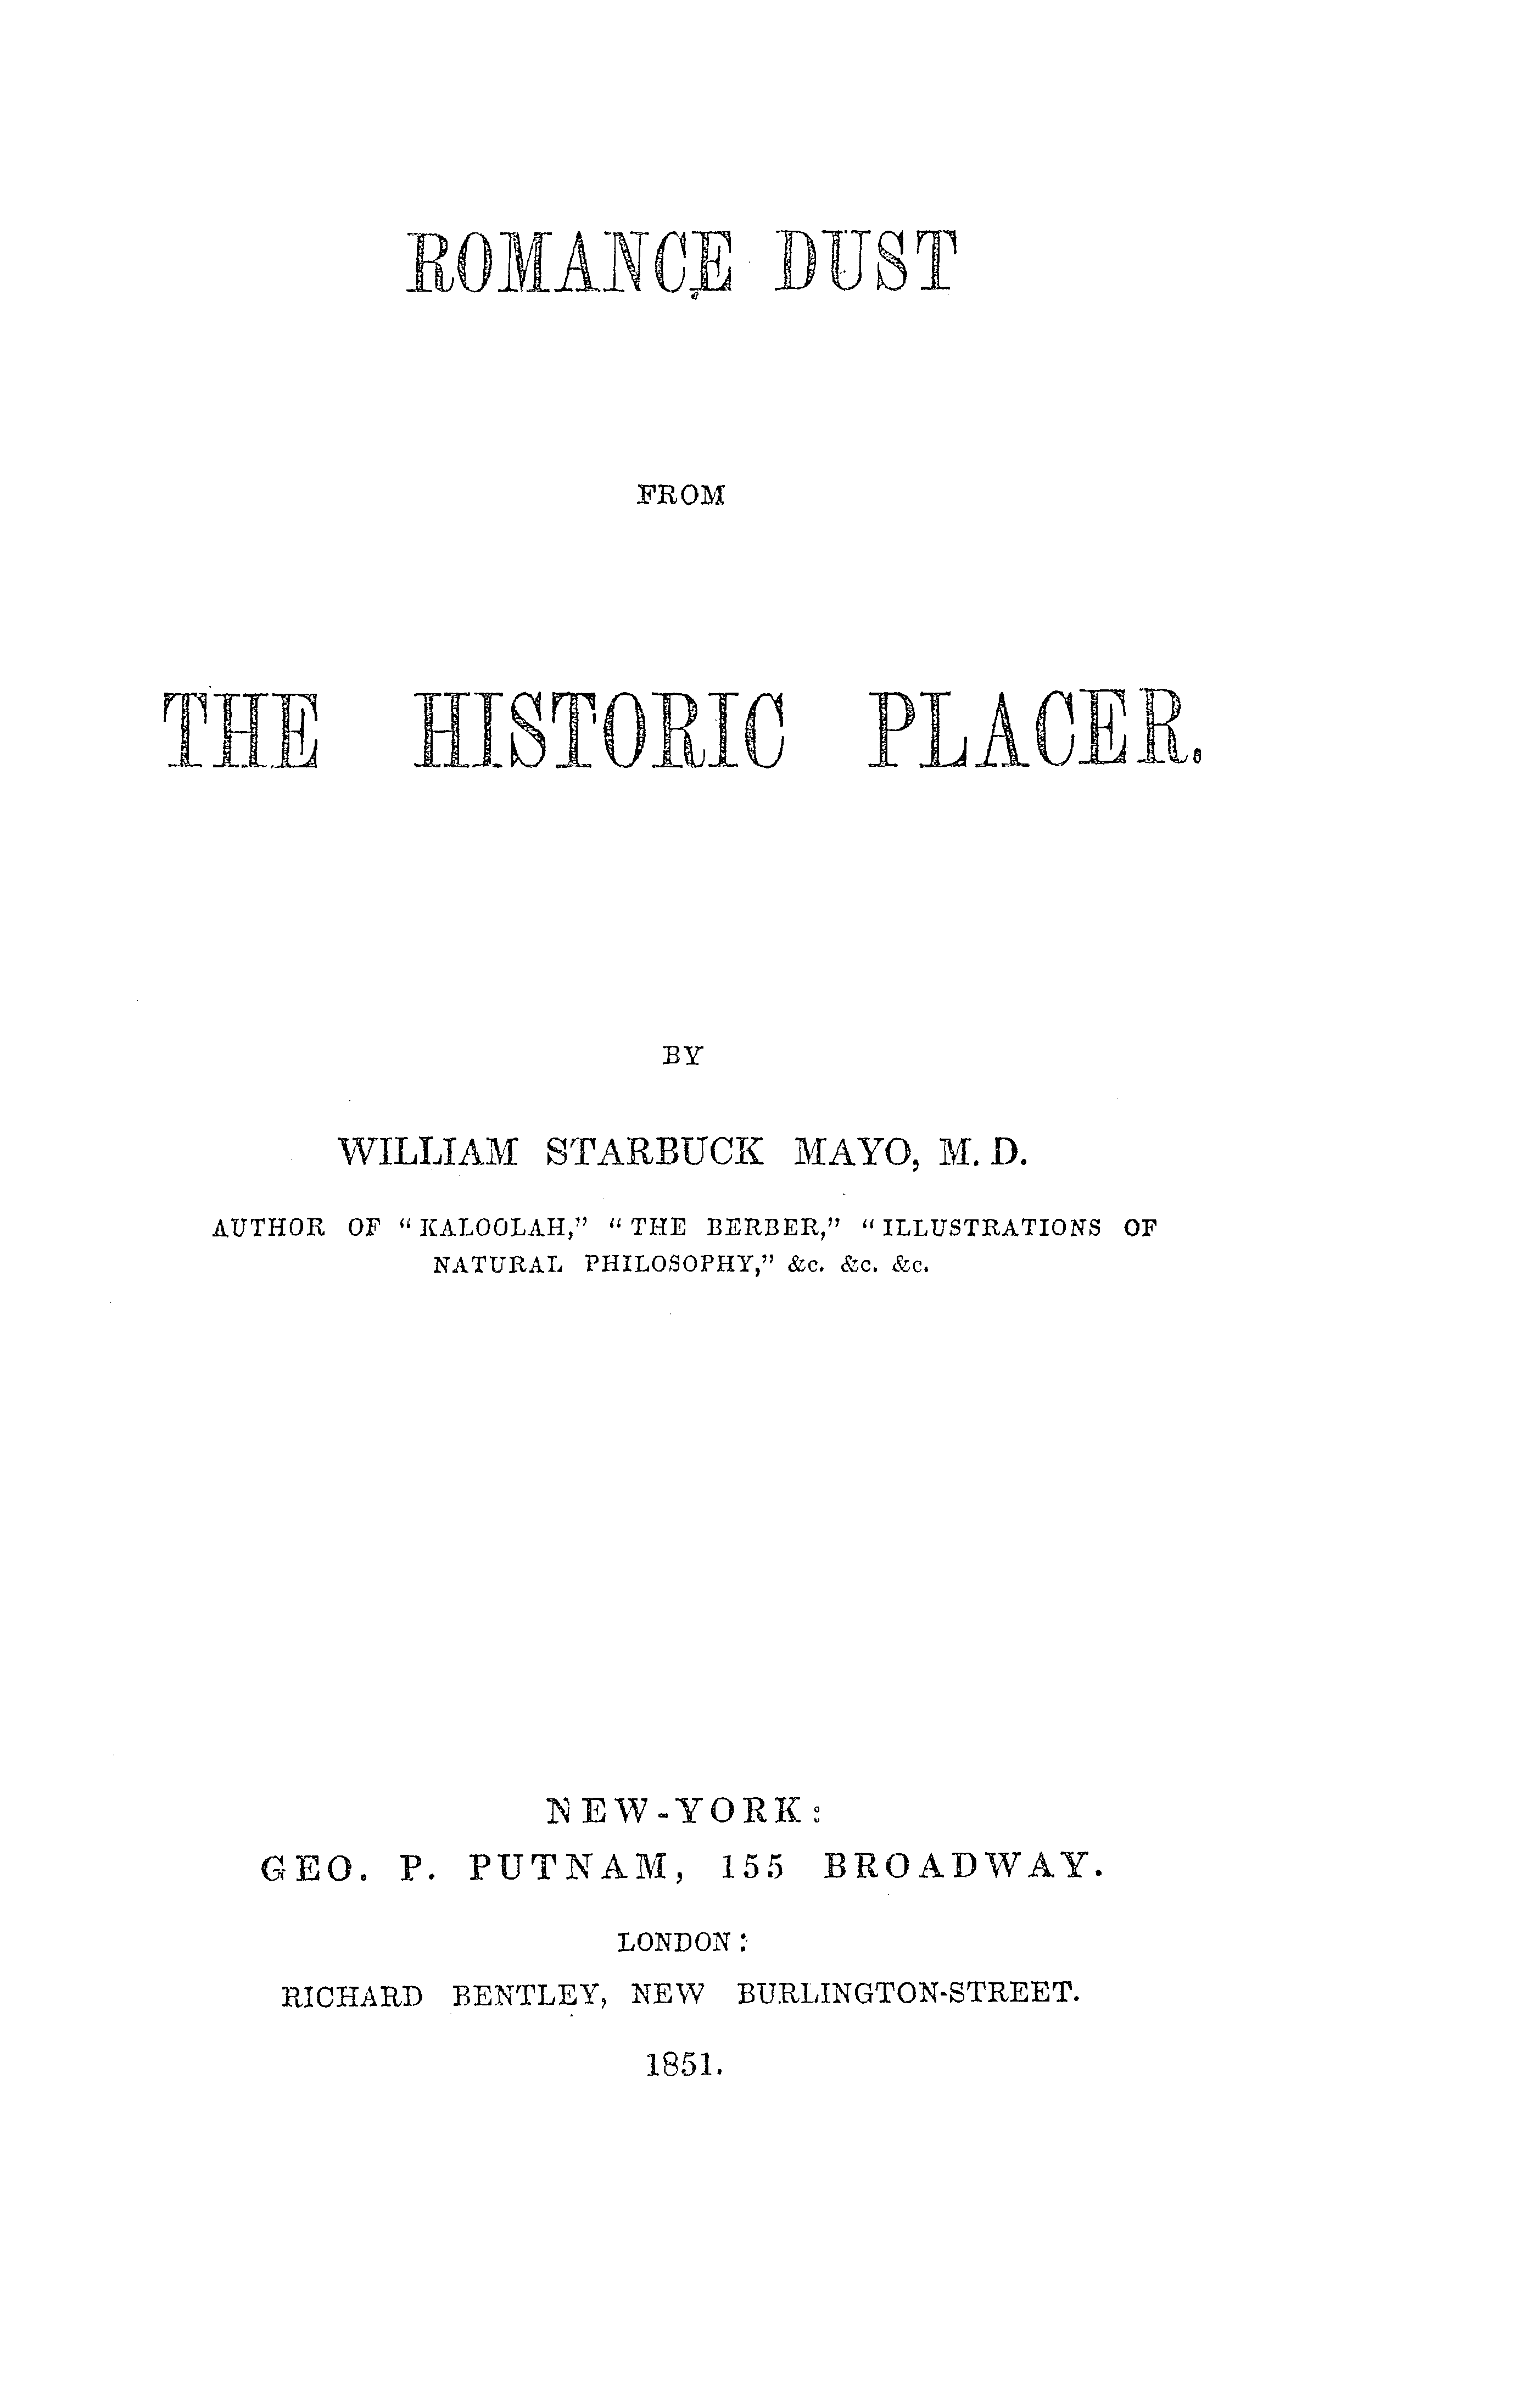 ROMANCE DUST
FROM
THE HISTORIC PLACER.
BY
WILLIAM STARBUCK MAYO, M. D.
AUTHOR OF “KALOOLAH,” “THE BERBER,” “ILLUSTRATIONS OF
NATURAL PHILOSOPHY,” &c. &c. &c.
NEW-YORK:
GEO. P. PUTNAM, 155 BROADWAY.
LONDON:
RICHARD BENTLEY, NEW BURLINGTON-STREET.
1851.